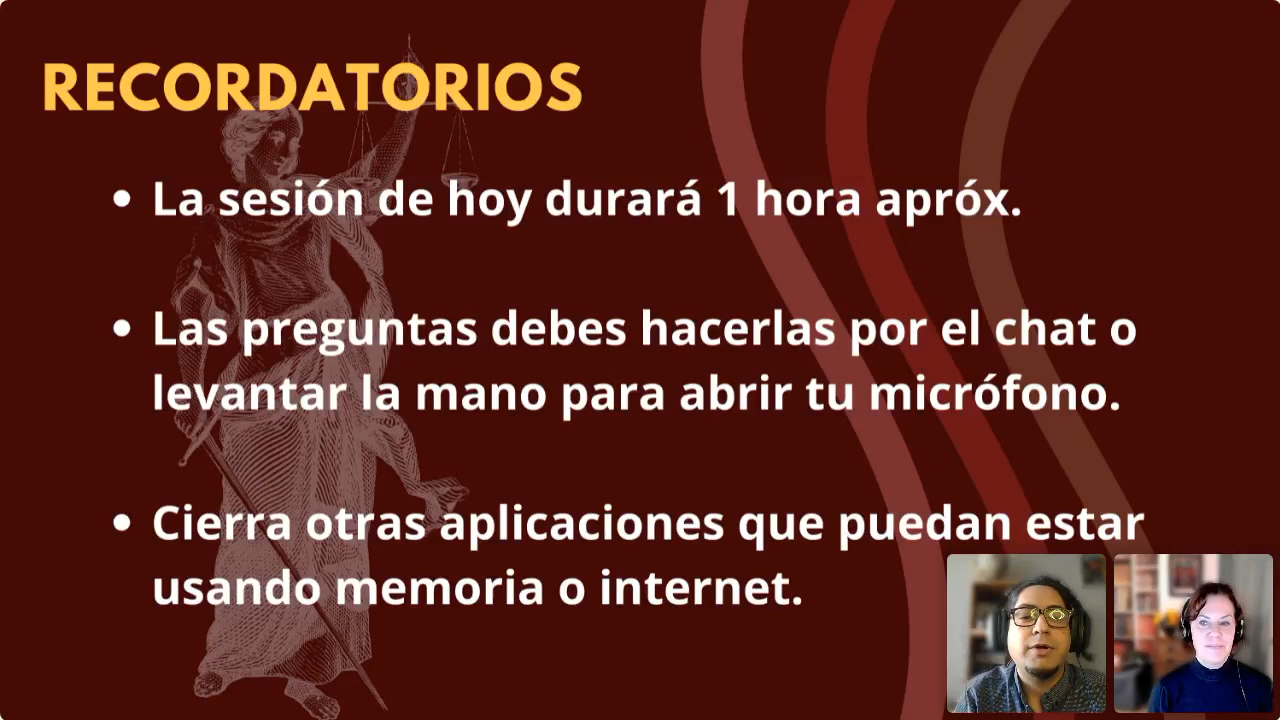 RECORDATORIOS
La sesión de hoy durará 1 hora apróx.
Las preguntas debes hacerlas por el chat o
levantar la mano para abrir tu micrófono.
Cierra otras aplicaciones que puedan estar
usando memoria o internet.